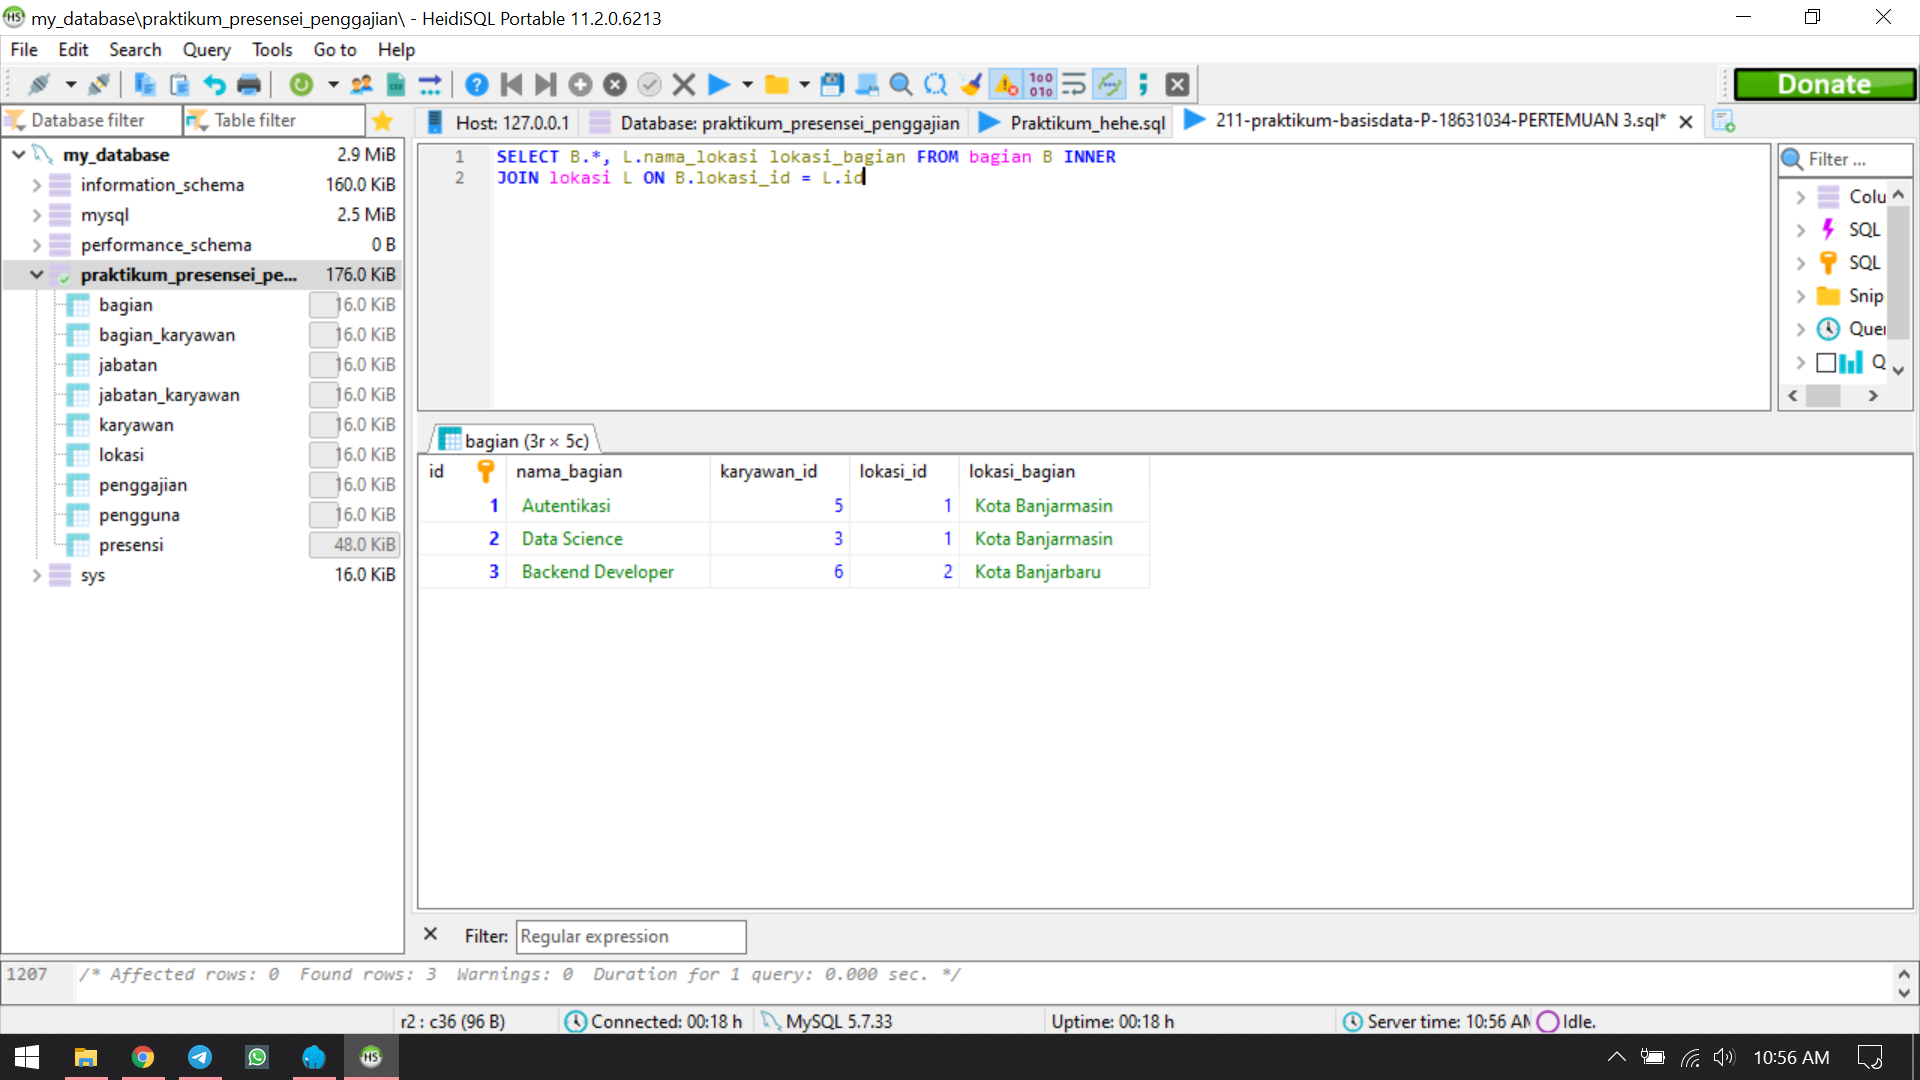 my_database\praktikum_presensei_penggajian\ - HeidiSQL Portable 11.2.0.6213
File Edit Search Query Tools Go to Help
Donate
Database filter
Table filter
Host: 127.0.0.1
Database: praktikum_presensei_penggajian
Praktikum_hehe.sql
211-praktikum-basisdata-P-18631034-PERTEMUAN 3.sql*
my_database 2.9 MiB
information_schema 160.0 KiB
mysql 2.5 MiB
performance_schema 0 B
praktikum_presensei_pe... 176.0 KiB
bagian 16.0 KiB
bagian_karyawan 16.0 KiB
jabatan 16.0 KiB
jabatan_karyawan 16.0 KiB
karyawan 16.0 KiB
lokasi 16.0 KiB
penggajian 16.0 KiB
pengguna 16.0 KiB
presensi 48.0 KiB
sys 16.0 KiB
1 SELECT B.*, L.nama_lokasi lokasi_bagian FROM bagian B INNER
2 JOIN lokasi L ON B.lokasi_id = L.id
Filter ...
Colu
SQL
SQL
Snip
Quer
Q
bagian (3r × 5c)
id nama_bagian karyawan_id lokasi_id lokasi_bagian
1 Autentikasi 5 1 Kota Banjarmasin
2 Data Science 3 1 Kota Banjarmasin
3 Backend Developer 6 2 Kota Banjarbaru
Filter: Regular expression
1207 /* Affected rows: 0 Found rows: 3 Warnings: 0 Duration for 1 query: 0.000 sec. */
r2 : c36 (96 B)
Connected: 00:18 h
MySQL 5.7.33
Uptime: 00:18 h
Server time: 10:56 AM
Idle.
HS
10:56 AM